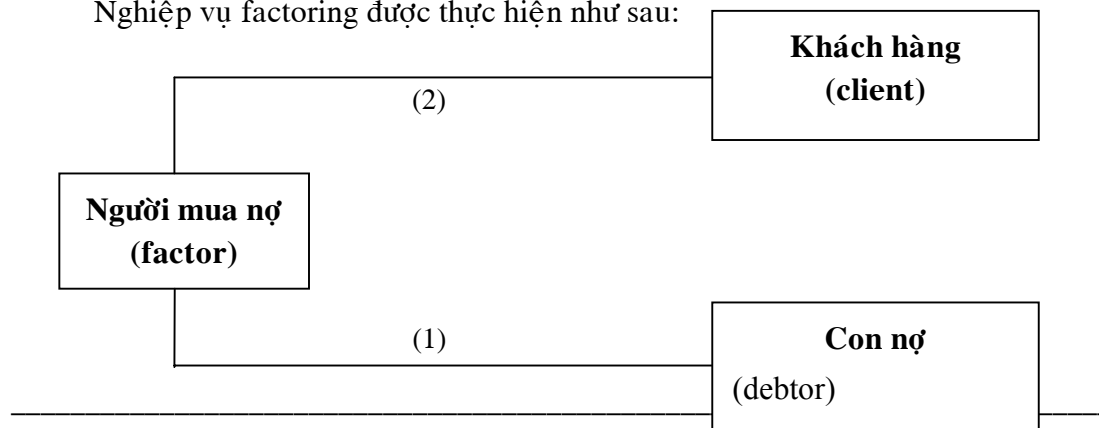 Nghiệp vụ factoring được thực hiện như sau:
Khách hàng
(client)
(2)
Người mua nợ
(factor)
(1)
Con nợ
(debtor)